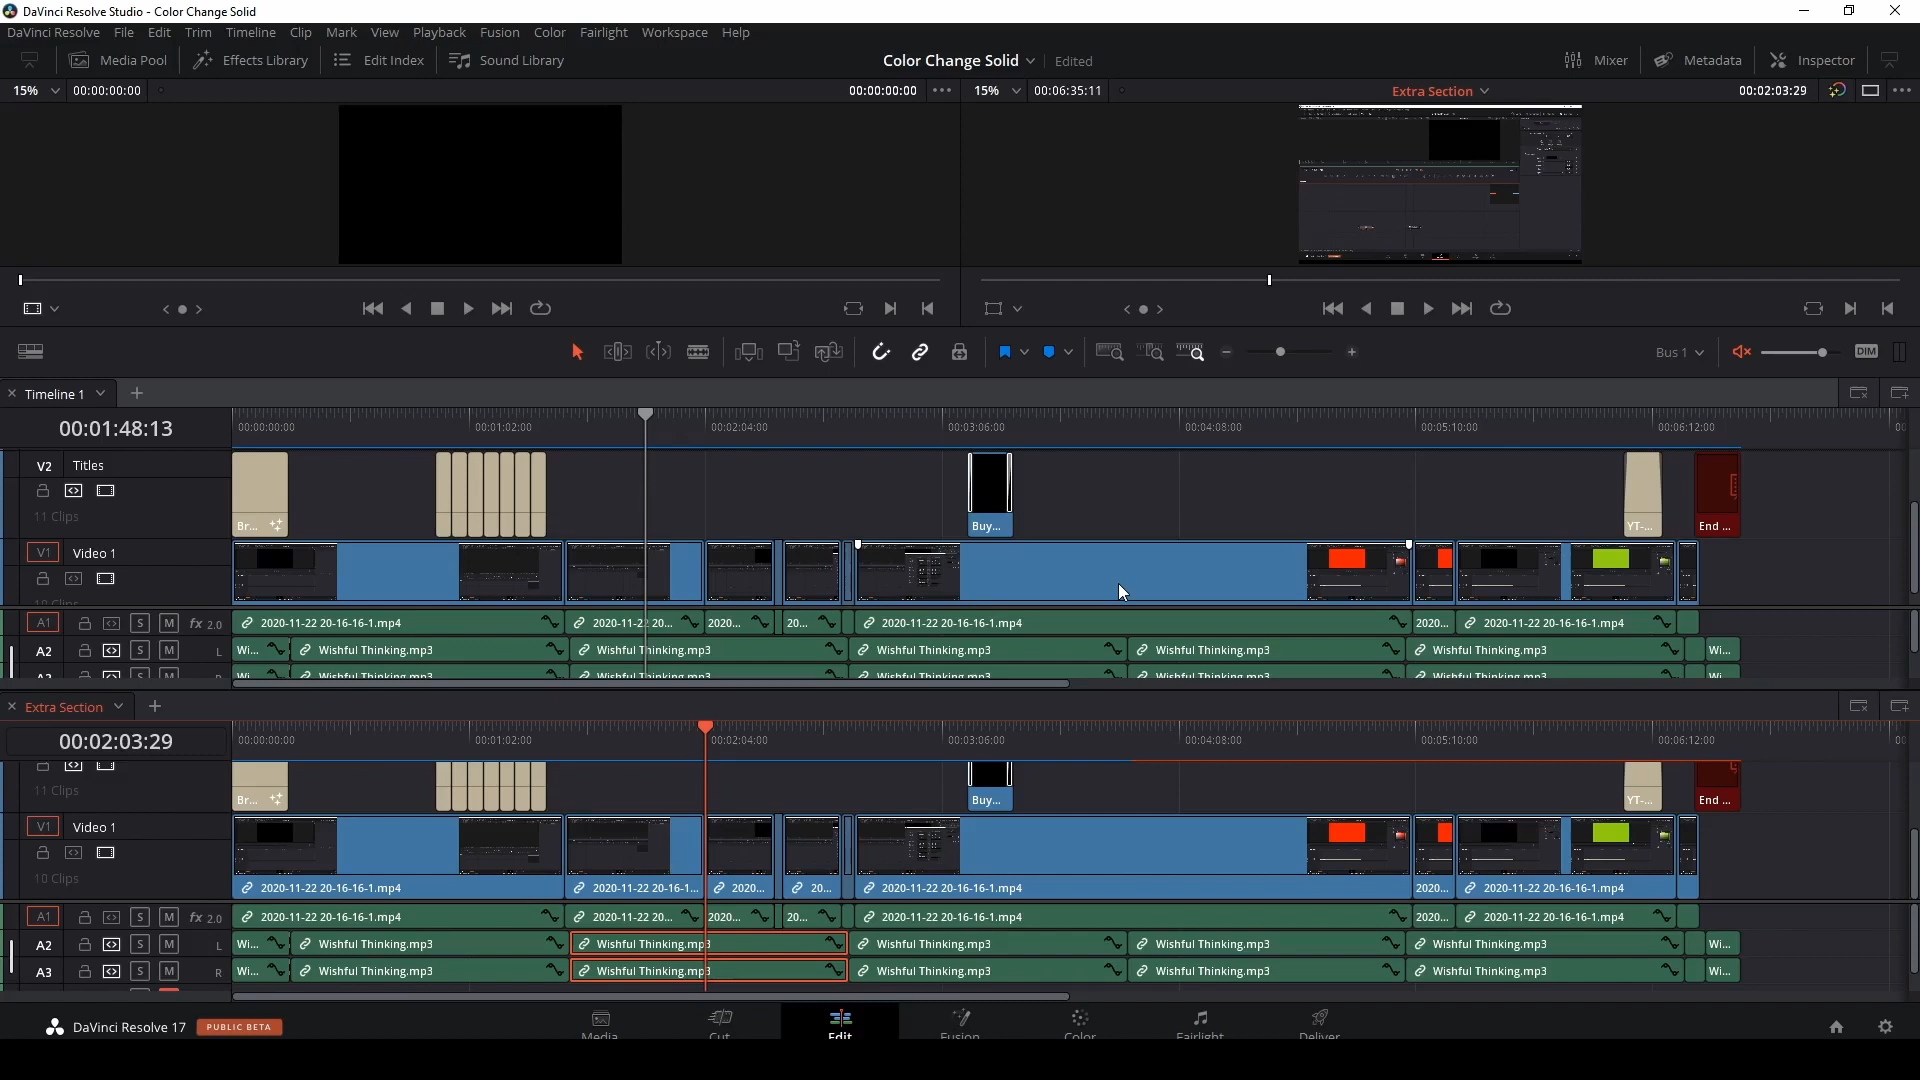 DaVinci Resolve Studio - Color Change Solid
DaVinci Resolve File Edit Trim Timeline Clip Mark View Playback Fusion Color Fairlight Workspace Help
Media Pool Effects Library Edit Index Sound Library Color Change Solid Edited Mixer Metadata Inspector
15% 00:00:00:00 00:00:00:00 15% 00:06:35:11 Extra Section 00:02:03:29
Bus 1 DIM
Timeline 1
00:01:48:13 00:00:00:00 00:01:02:00 00:02:04:00 00:03:06:00 00:04:08:00 00:05:10:00 00:06:12:00
V2 Titles
11 Clips
Br... Buy... YT-... End ...
V1 Video 1
10 Clips
A1 S M fx 2.0 2020-11-22 20-16-16-1.mp4 2020-11-22 20... 2020... 20... 2020-11-22 20-16-16-1.mp4 2020... 2020-11-22 20-16-16-1.mp4
A2 S M L Wi... Wishful Thinking.mp3 Wishful Thinking.mp3 Wishful Thinking.mp3 Wishful Thinking.mp3 Wishful Thinking.mp3 Wi...
A3 S M R Wi... Wishful Thinking.mp3 Wishful Thinking.mp3 Wishful Thinking.mp3 Wishful Thinking.mp3 Wishful Thinking.mp3 Wi...
Extra Section
00:02:03:29 00:00:00:00 00:01:02:00 00:02:04:00 00:03:06:00 00:04:08:00 00:05:10:00 00:06:12:00
11 Clips
Br... Buy... YT-... End ...
V1 Video 1
10 Clips
2020-11-22 20-16-16-1.mp4 2020-11-22 20-16-1... 2020... 20... 2020-11-22 20-16-16-1.mp4 2020... 2020-11-22 20-16-16-1.mp4
A1 S M fx 2.0 2020-11-22 20-16-16-1.mp4 2020-11-22 20... 2020... 20... 2020-11-22 20-16-16-1.mp4 2020... 2020-11-22 20-16-16-1.mp4
A2 S M L Wi... Wishful Thinking.mp3 Wishful Thinking.mp3 Wishful Thinking.mp3 Wishful Thinking.mp3 Wishful Thinking.mp3 Wi...
A3 S M R Wi... Wishful Thinking.mp3 Wishful Thinking.mp3 Wishful Thinking.mp3 Wishful Thinking.mp3 Wishful Thinking.mp3 Wi...
DaVinci Resolve 17 PUBLIC BETA Media Cut Edit Fusion Color Fairlight Deliver